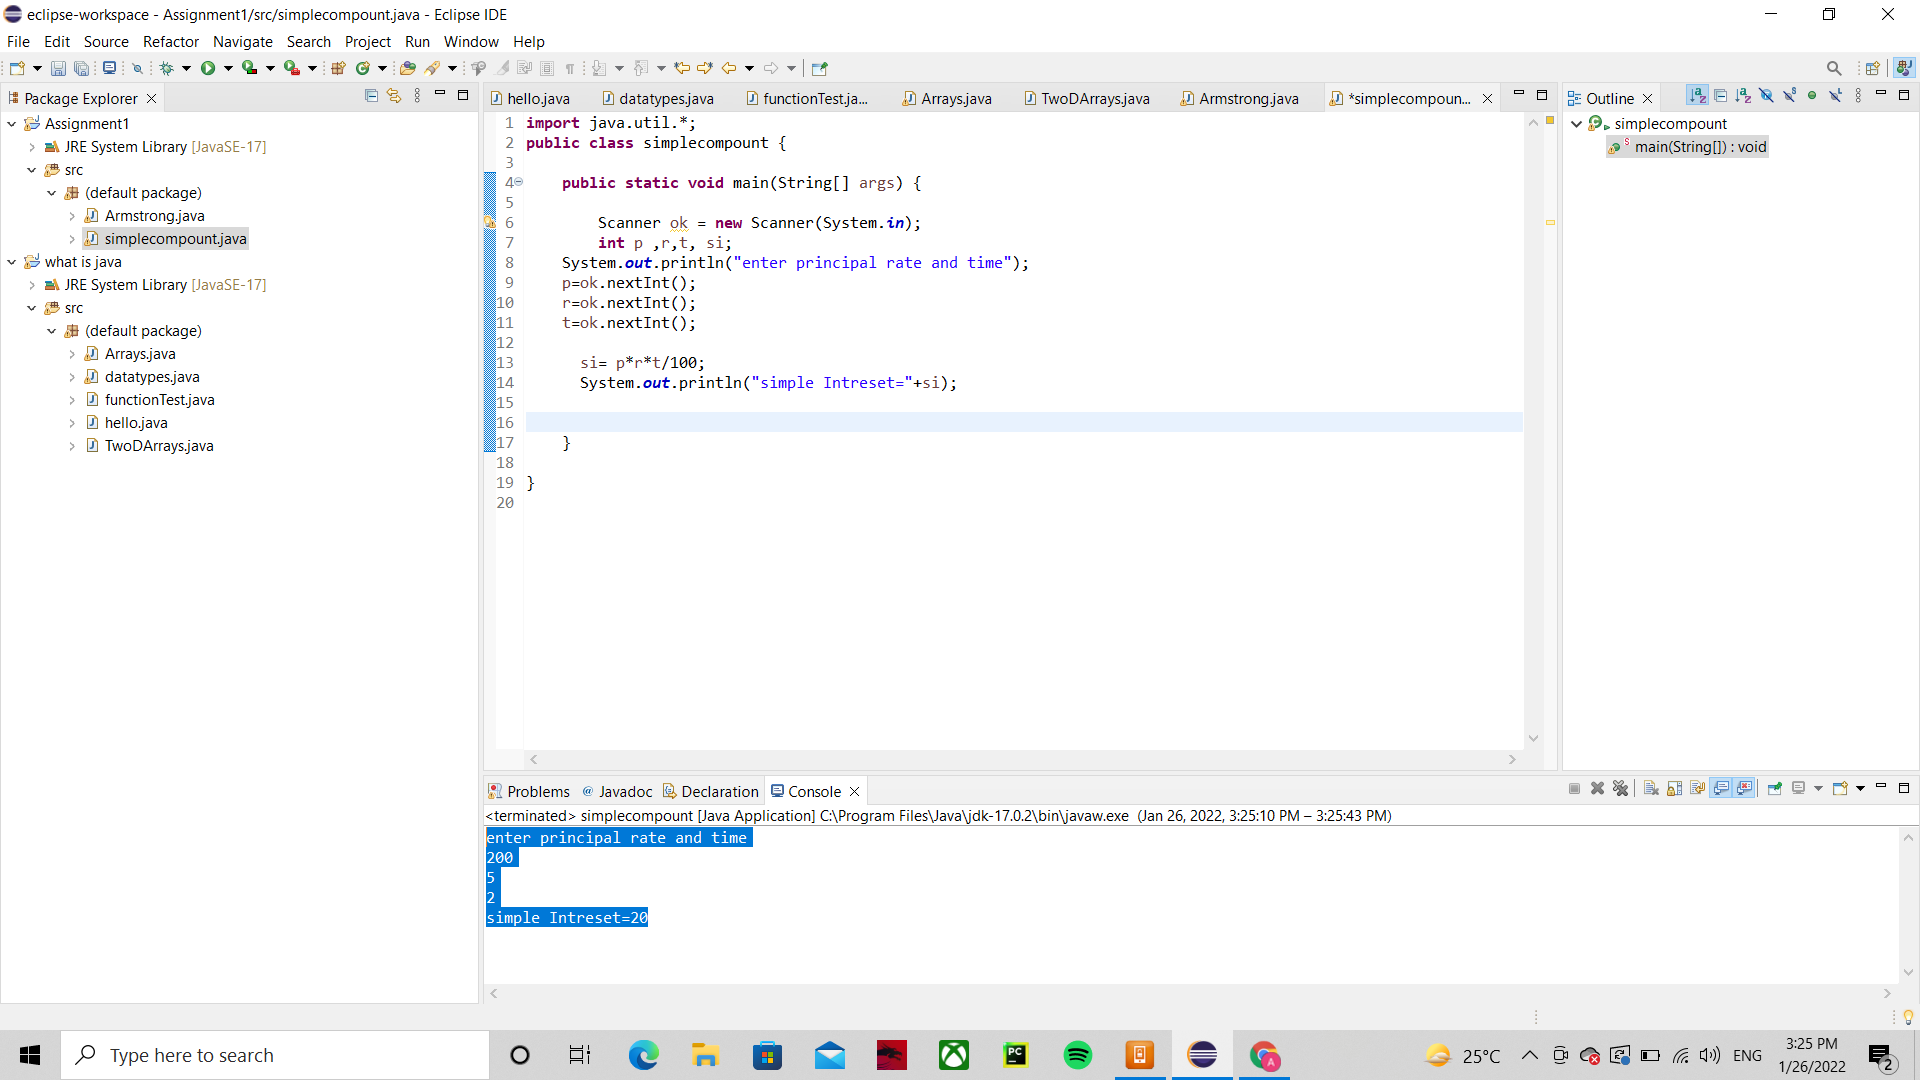 eclipse-workspace - Assignment1/src/simplecompount.java - Eclipse IDE
File Edit Source Refactor Navigate Search Project Run Window Help
Package Explorer
Assignment1
JRE System Library [JavaSE-17]
src
(default package)
Armstrong.java
simplecompount.java
what is java
JRE System Library [JavaSE-17]
src
(default package)
Arrays.java
datatypes.java
functionTest.java
hello.java
TwoDArrays.java
hello.java datatypes.java functionTest.ja... Arrays.java TwoDArrays.java Armstrong.java *simplecompoun...
1 import java.util.*;
2 public class simplecompount {
3
4 public static void main(String[] args) {
5
6 Scanner ok = new Scanner(System.in);
7 int p ,r,t, si;
8 System.out.println("enter principal rate and time");
9 p=ok.nextInt();
10 r=ok.nextInt();
11 t=ok.nextInt();
12
13 si= p*r*t/100;
14 System.out.println("simple Intreset="+si);
15
16
17 }
18
19 }
20
Outline
simplecompount
main(String[]) : void
Problems @ Javadoc Declaration Console
<terminated> simplecompount [Java Application] C:\Program Files\Java\jdk-17.0.2\bin\javaw.exe (Jan 26, 2022, 3:25:10 PM – 3:25:43 PM)
enter principal rate and time
200
5
2
simple Intreset=20
Type here to search
25°C
ENG
3:25 PM
1/26/2022
2